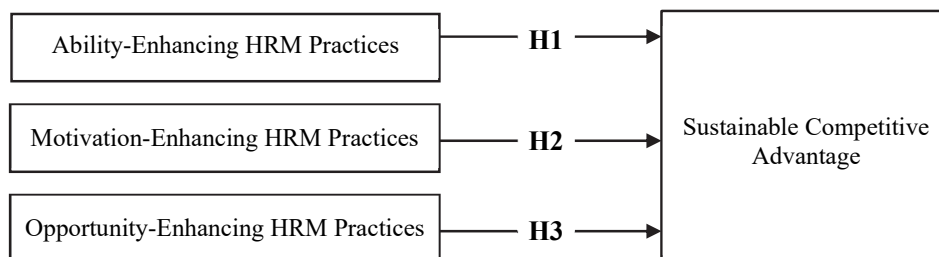 Ability-Enhancing HRM Practices
H1
Motivation-Enhancing HRM Practices
H2
Opportunity-Enhancing HRM Practices
H3
Sustainable Competitive
Advantage